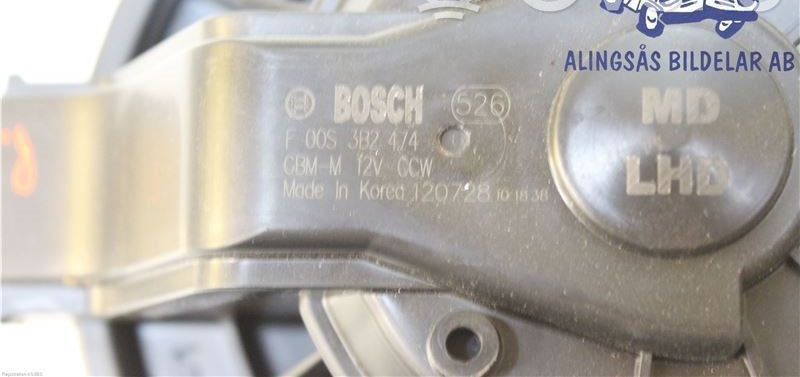 ALINGSÅS BILDELAR AB
BOSCH 526
F 00S 3B2 474
CBM-M 12V CCW
Made In Korea 120728 10:18:38
MD
LHD